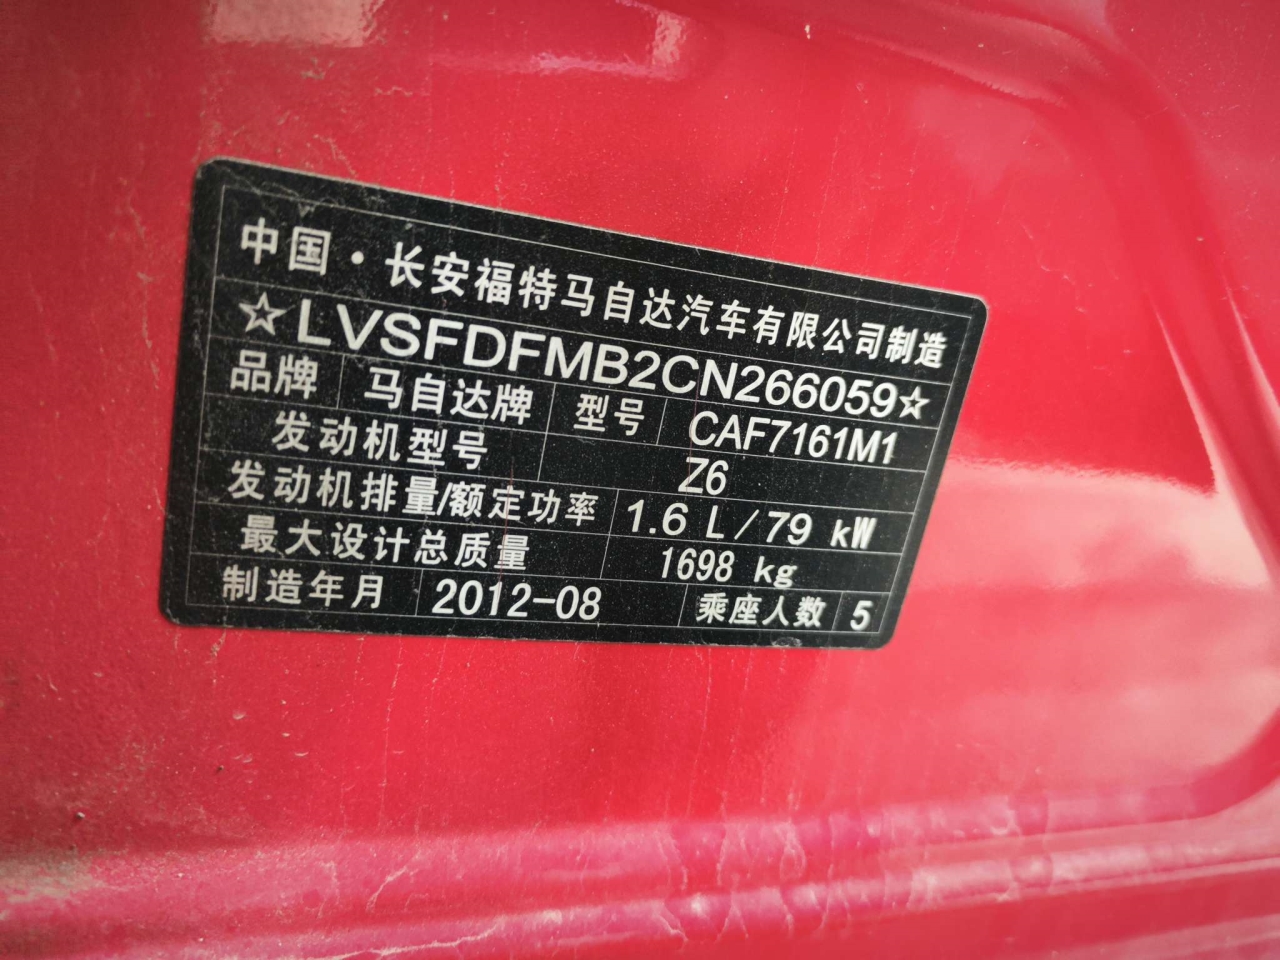 中国·长安福特马自达汽车有限公司制造
☆LVSFDFMB2CN266059☆
品牌 马自达牌 型号 CAF7161M1
发动机型号 Z6
发动机排量/额定功率 1.6 L/79 kW
最大设计总质量 1698 kg
制造年月 2012-08 乘座人数 5